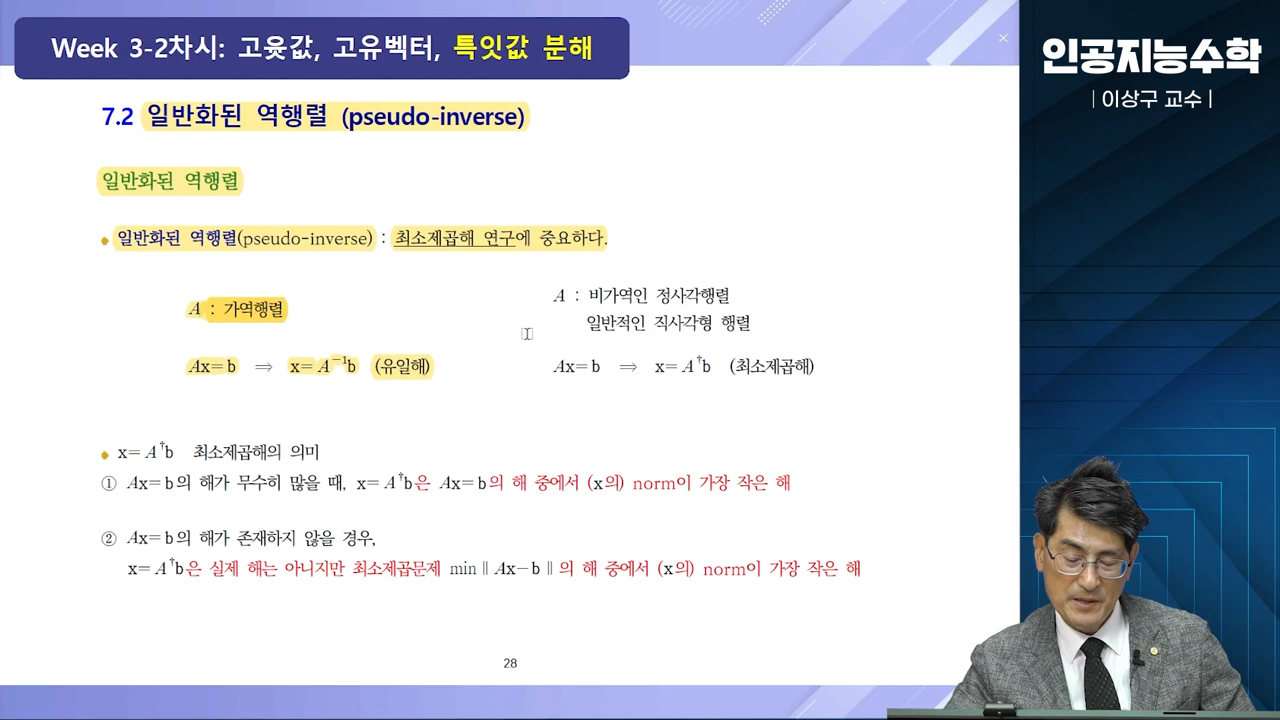 Week 3-2차시: 고윳값, 고유벡터, 특잇값 분해
인공지능수학
| 이상구 교수 |
7.2 일반화된 역행렬 (pseudo-inverse)
일반화된 역행렬
일반화된 역행렬(pseudo-inverse) : 최소제곱해 연구에 중요하다.
A : 가역행렬
Ax=b ⟹ x=A⁻¹b (유일해)
A : 비가역인 정사각행렬
일반적인 직사각형 행렬
Ax=b ⟹ x=A†b (최소제곱해)
x=A†b 최소제곱해의 의미
① Ax=b의 해가 무수히 많을 때, x=A†b은 Ax=b의 해 중에서 (x의) norm이 가장 작은 해
② Ax=b의 해가 존재하지 않을 경우,
x=A†b은 실제 해는 아니지만 최소제곱문제 min‖Ax-b‖의 해 중에서 (x의) norm이 가장 작은 해
28